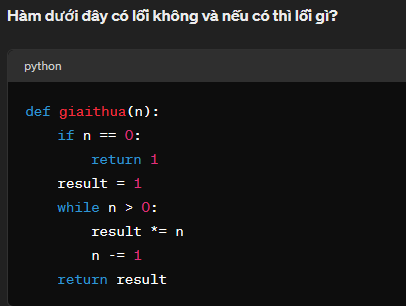 Hàm dưới đây có lỗi không và nếu có thì lỗi gì?
python
def giaithua(n):
    if n == 0:
        return 1
    result = 1
    while n > 0:
        result *= n
        n -= 1
    return result